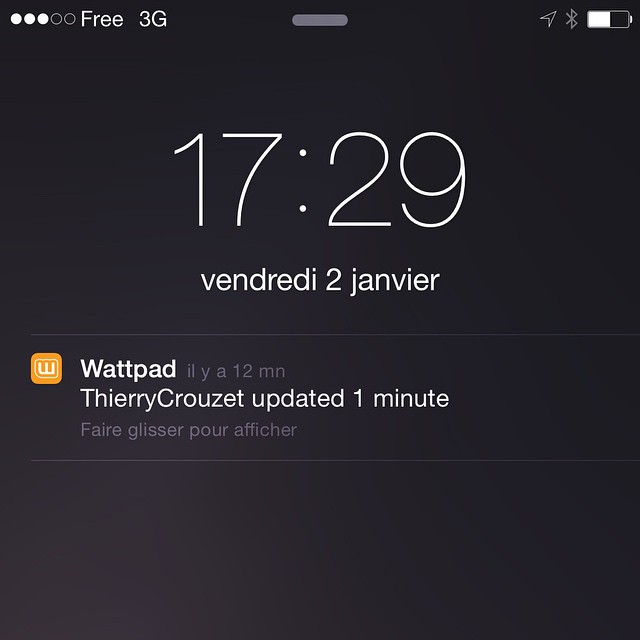 Free 3G
17:29
vendredi 2 janvier
Wattpad il y a 12 mn
ThierryCrouzet updated 1 minute
Faire glisser pour afficher